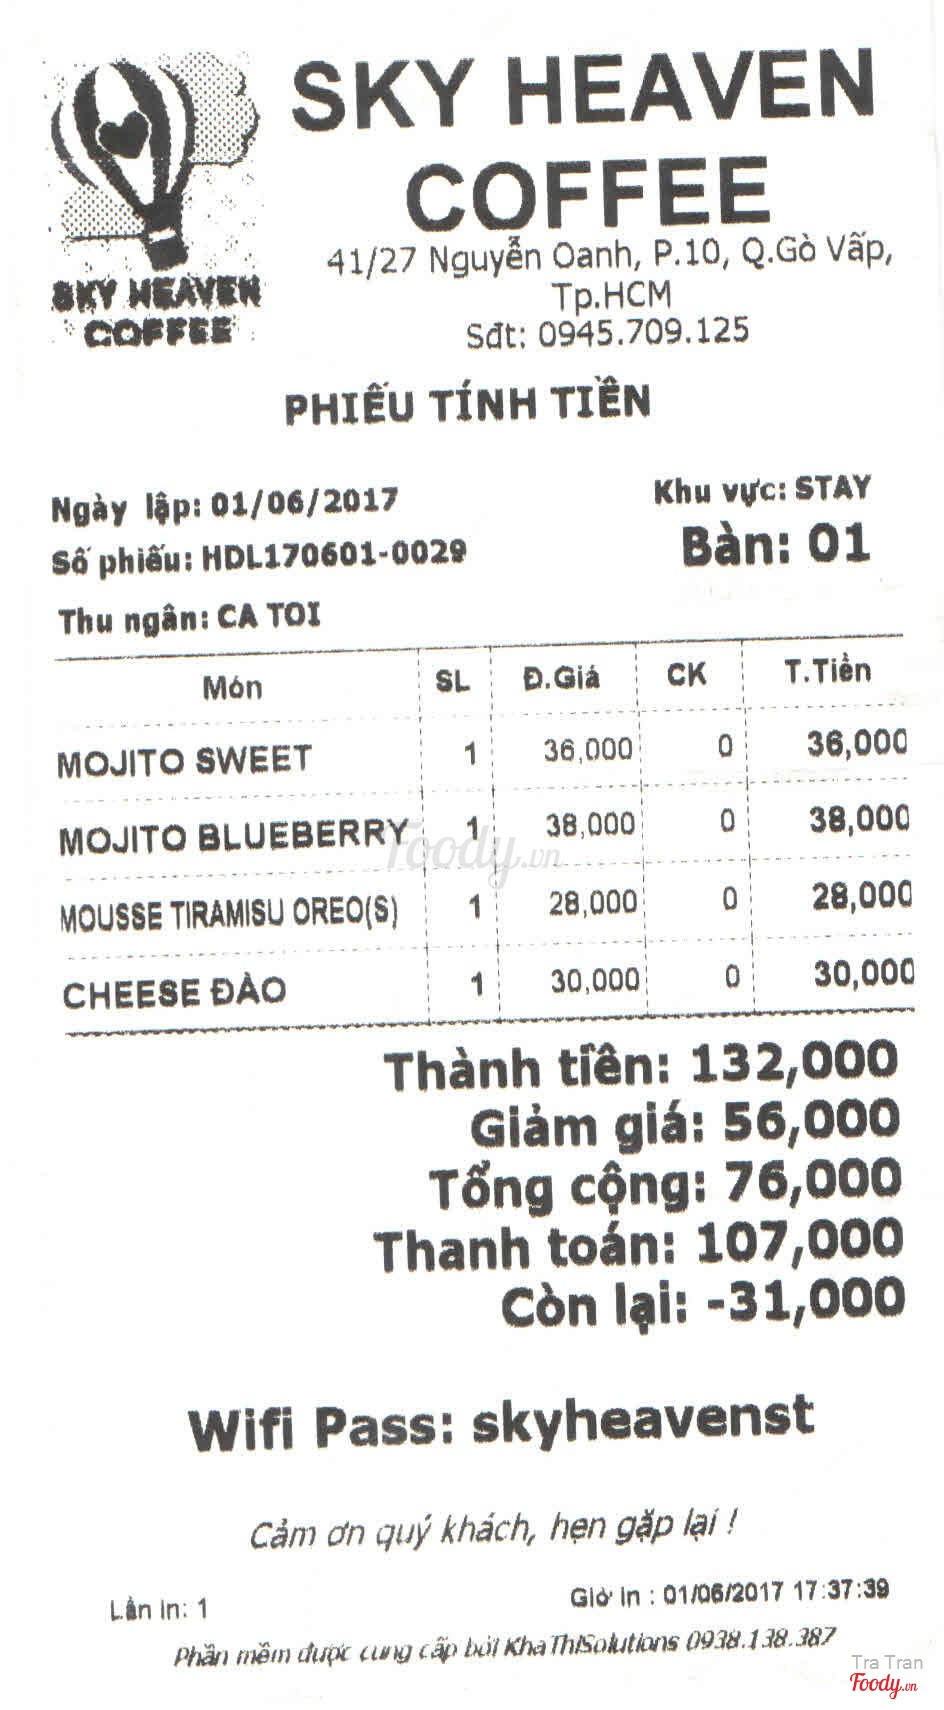 SKY HEAVEN
COFFEE
SKY HEAVEN
COFFEE
41/27 Nguyễn Oanh, P.10, Q.Gò Vấp,
Tp.HCM
Sđt: 0945.709.125
PHIẾU TÍNH TIỀN
Ngày lập: 01/06/2017
Khu vực: STAY
Số phiếu: HDL170601-0029
Bàn: 01
Thu ngân: CA TOI
Món SL Đ.Giá CK T.Tiền
MOJITO SWEET 1 36,000 0 36,000
MOJITO BLUEBERRY 1 38,000 0 38,000
Foody.vn
MOUSSE TIRAMISU OREO(S) 1 28,000 0 28,000
CHEESE ĐÀO 1 30,000 0 30,000
Thành tiền: 132,000
Giảm giá: 56,000
Tổng cộng: 76,000
Thanh toán: 107,000
Còn lại: -31,000
Wifi Pass: skyheavenst
Cảm ơn quý khách, hẹn gặp lại !
Lần in: 1
Giờ in : 01/06/2017 17:37:39
Phần mềm được cung cấp bởi KhaThiSolutions 0938.138.387
Tra Tran
Foody.vn